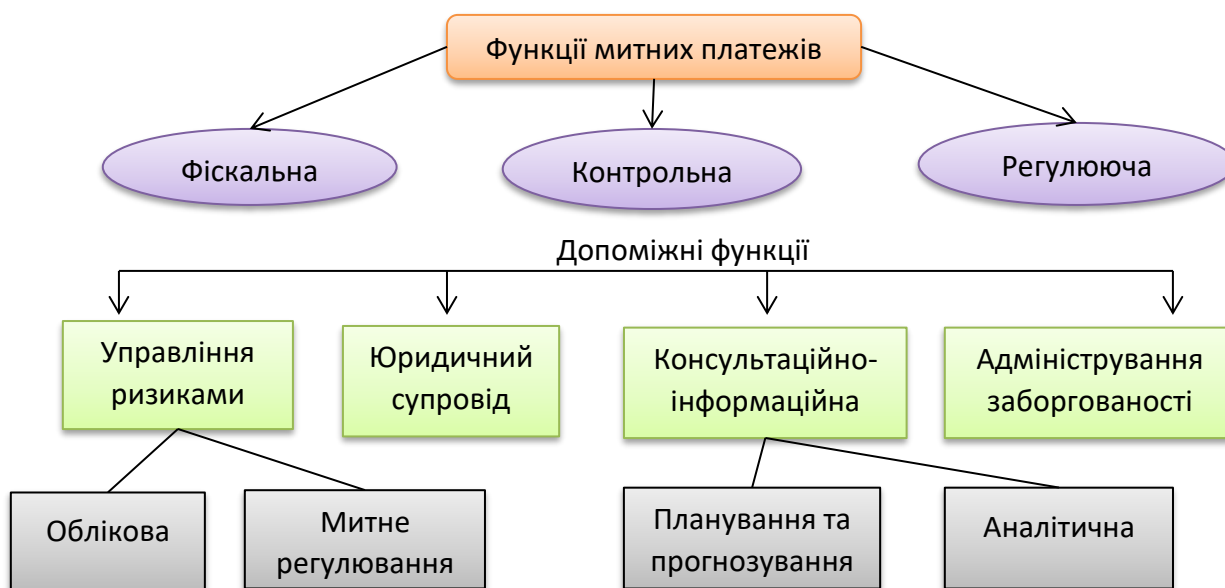 Функції митних платежів
Фіскальна
Контрольна
Регулююча
Допоміжні функції
Управління
ризиками
Юридичний
супровід
Консультаційно-
інформаційна
Адміністрування
заборгованості
Облікова
Митне
регулювання
Планування та
прогнозування
Аналітична